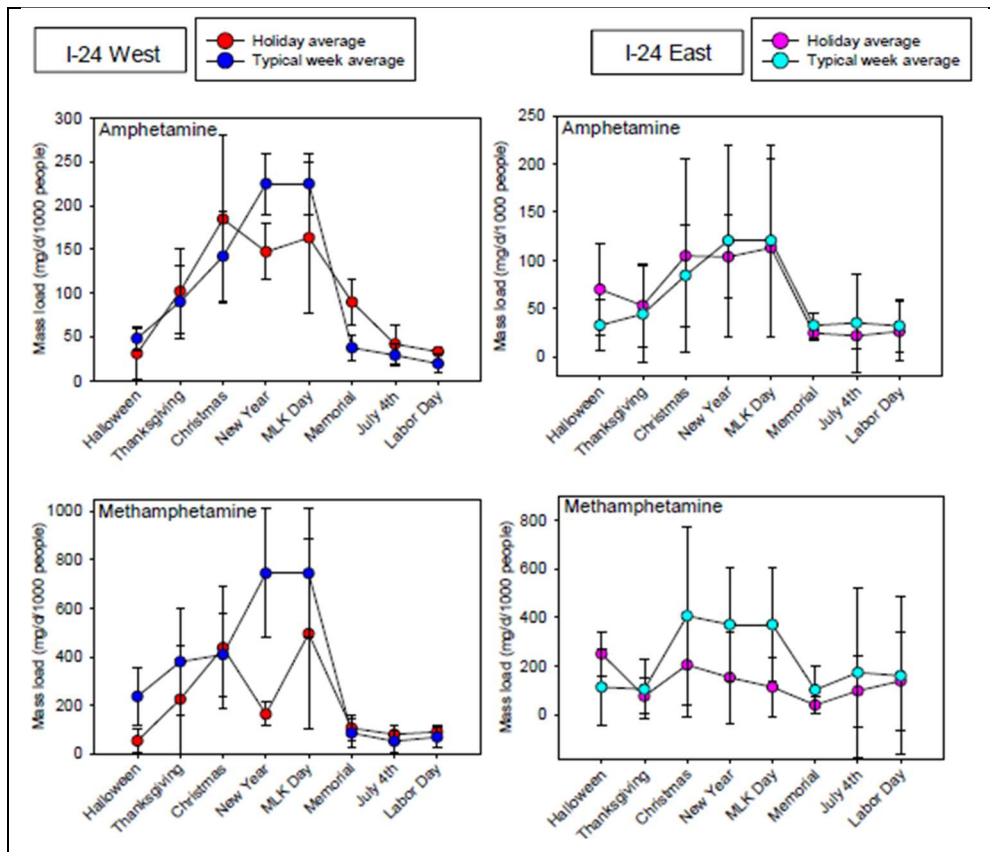 I-24 West
Holiday average
Typical week average
I-24 East
Holiday average
Typical week average
Amphetamine
Mass load (mg/d/1000 people)
300
250
200
150
100
50
0
Halloween
Thanksgiving
Christmas
New Year
MLK Day
Memorial
July 4th
Labor Day
Amphetamine
Mass load (mg/d/1000 people)
250
200
150
100
50
0
Halloween
Thanksgiving
Christmas
New Year
MLK Day
Memorial
July 4th
Labor Day
Methamphetamine
Mass load (mg/d/1000 people)
1000
800
600
400
200
0
Halloween
Thanksgiving
Christmas
New Year
MLK Day
Memorial
July 4th
Labor Day
Methamphetamine
Mass load (mg/d/1000 people)
800
600
400
200
0
Halloween
Thanksgiving
Christmas
New Year
MLK Day
Memorial
July 4th
Labor Day